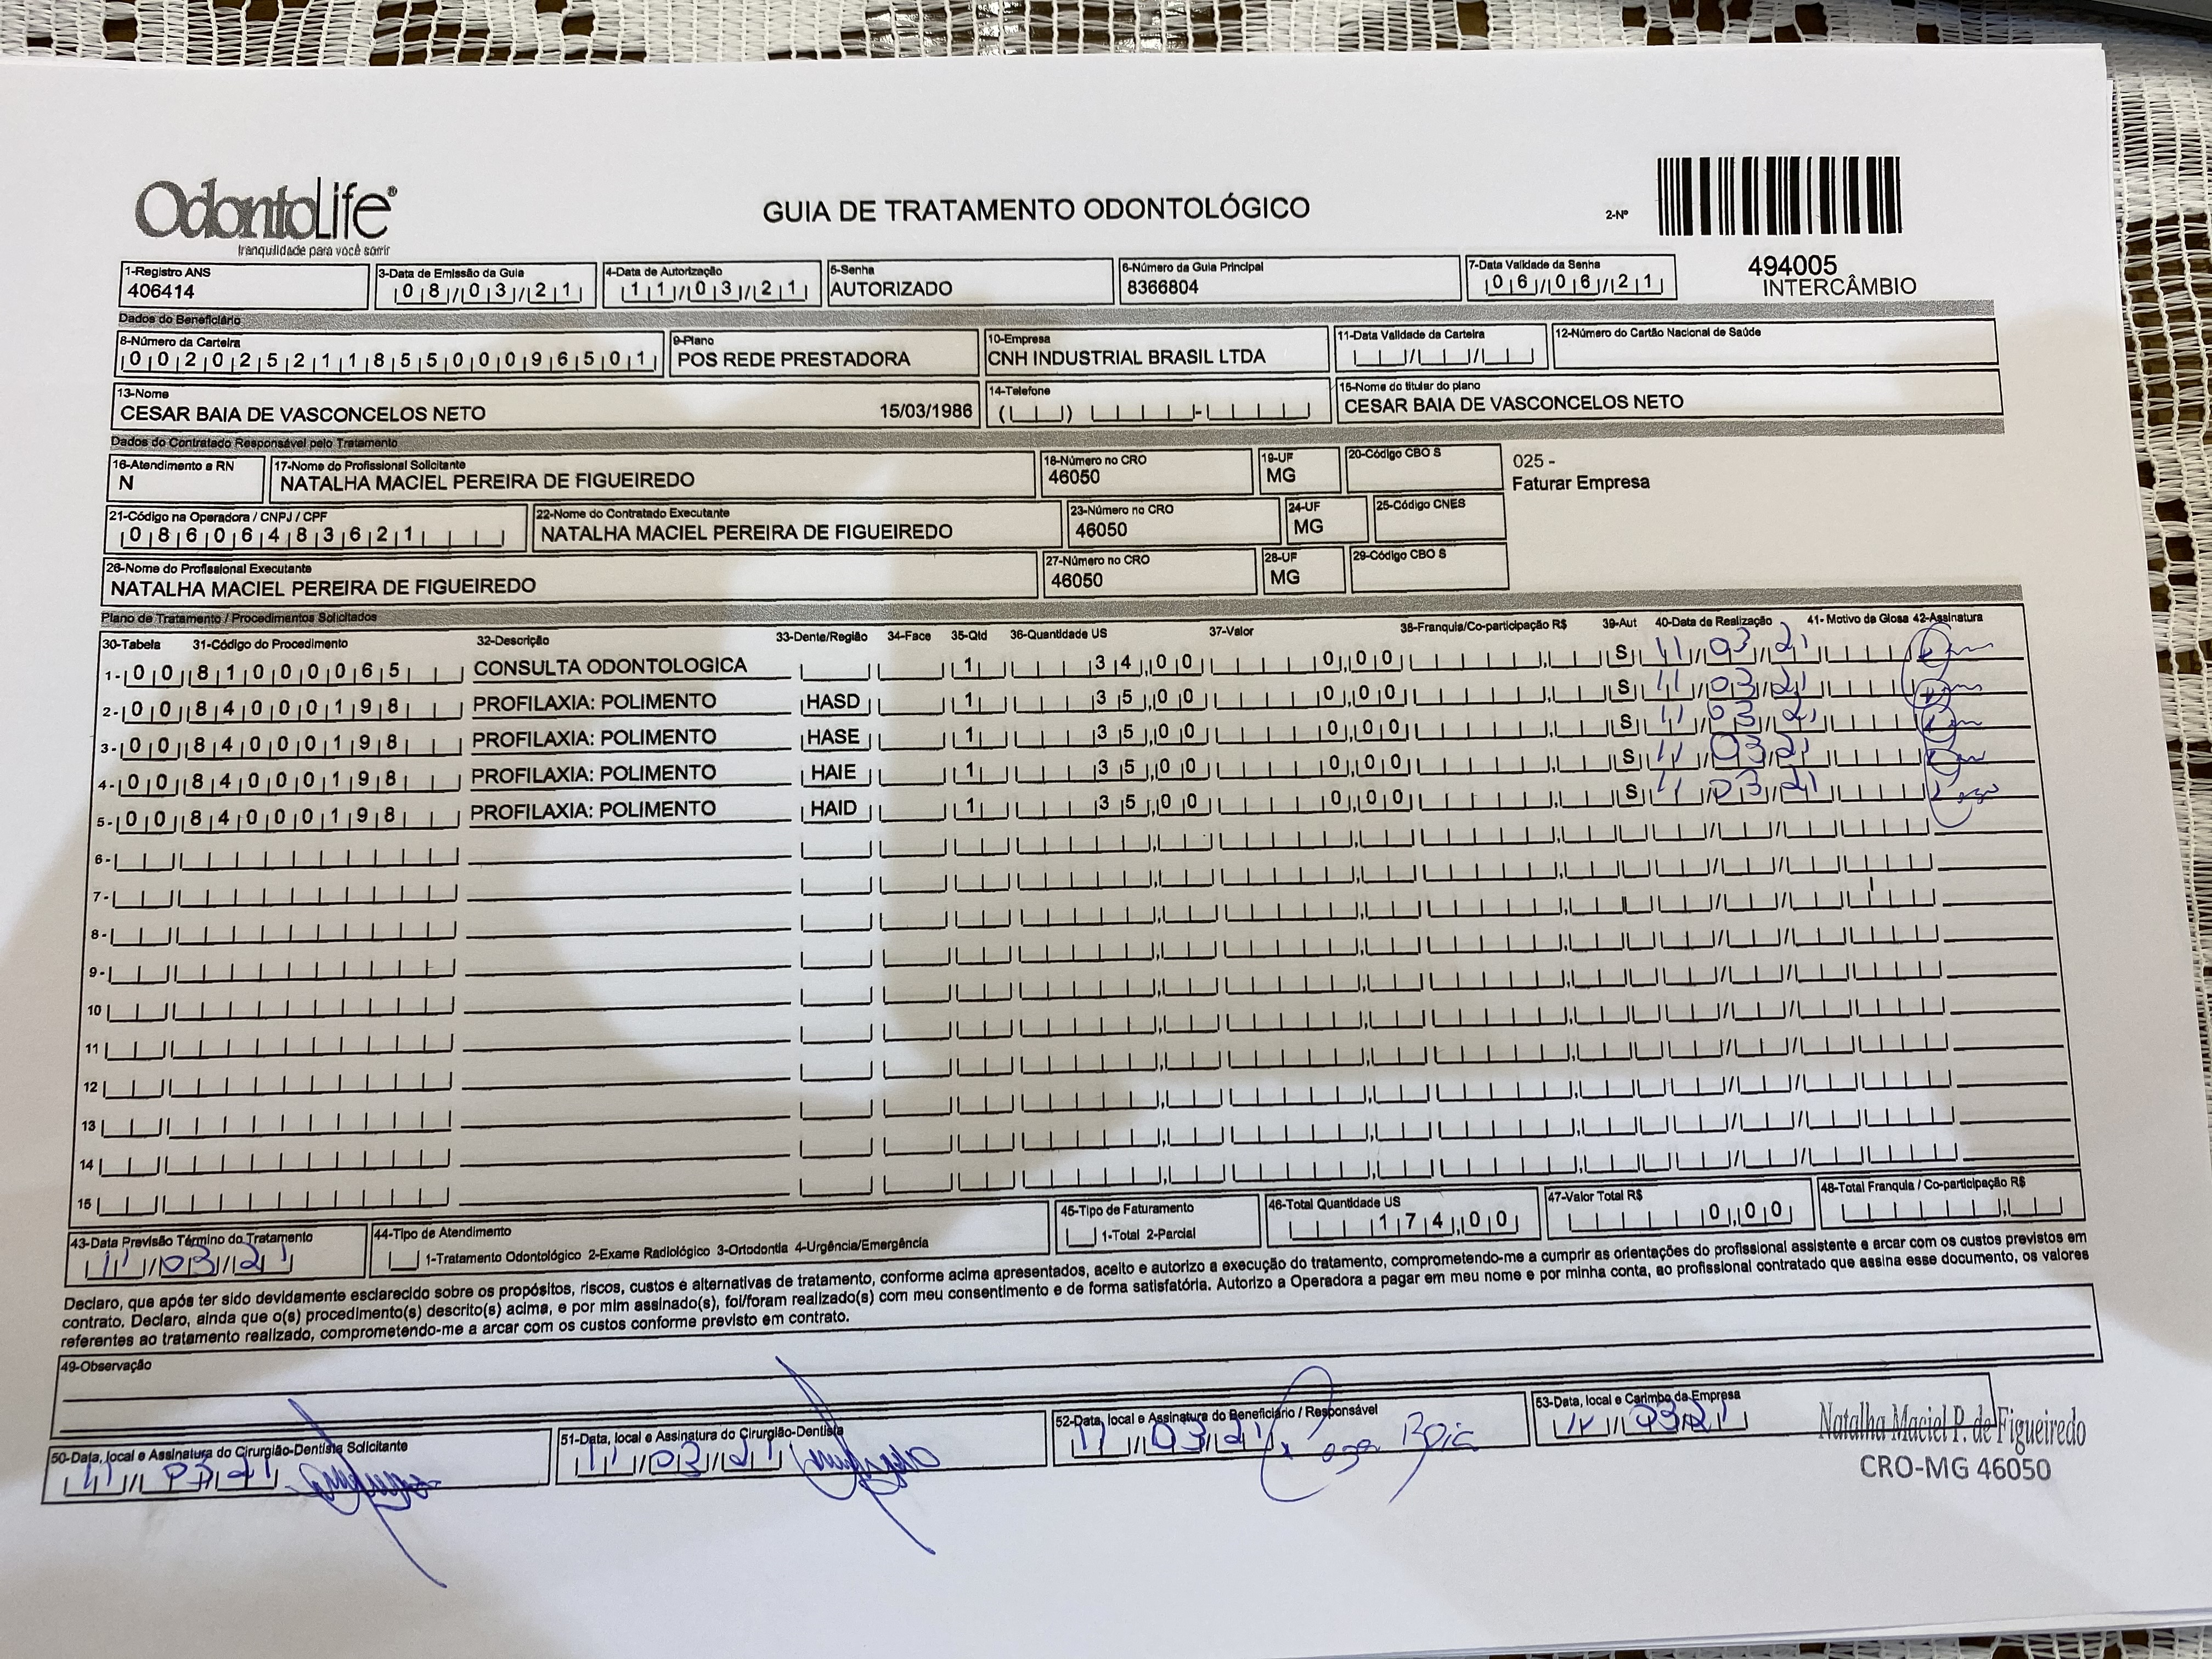 OdontoLife®
tranquilidade para você sorrir
GUIA DE TRATAMENTO ODONTOLÓGICO
2-Nº
494005
INTERCÂMBIO
1-Registro ANS
406414
3-Data de Emissão da Guia
08/03/21
4-Data de Autorização
11/03/21
5-Senha
AUTORIZADO
6-Número da Guia Principal
8366804
7-Data Validade da Senha
06/06/21
Dados do Beneficiário
8-Número da Carteira
00202521185500096501
9-Plano
POS REDE PRESTADORA
10-Empresa
CNH INDUSTRIAL BRASIL LTDA
11-Data Validade da Carteira
12-Número do Cartão Nacional de Saúde
13-Nome
CESAR BAIA DE VASCONCELOS NETO 15/03/1986
14-Telefone
15-Nome do titular do plano
CESAR BAIA DE VASCONCELOS NETO
Dados do Contratado Responsável pelo Tratamento
16-Atendimento a RN
N
17-Nome do Profissional Solicitante
NATALHA MACIEL PEREIRA DE FIGUEIREDO
18-Número no CRO
46050
19-UF
MG
20-Código CBO S
025 -
Faturar Empresa
21-Código na Operadora / CNPJ / CPF
08606483621
22-Nome do Contratado Executante
NATALHA MACIEL PEREIRA DE FIGUEIREDO
23-Número no CRO
46050
24-UF
MG
25-Código CNES
26-Nome do Profissional Executante
NATALHA MACIEL PEREIRA DE FIGUEIREDO
27-Número no CRO
46050
28-UF
MG
29-Código CBO S
Plano de Tratamento / Procedimentos Solicitados
30-Tabela 31-Código do Procedimento 32-Descrição 33-Dente/Região 34-Face 35-Qtd 36-Quantidade US 37-Valor 38-Franquia/Co-participação R$ 39-Aut 40-Data de Realização 41- Motivo da Glosa 42-Assinatura
1- 00 81000065 CONSULTA ODONTOLOGICA 1 34,00 0,00 S 11/03/21
2- 00 84000198 PROFILAXIA: POLIMENTO HASD 1 35,00 0,00 S 11/03/21
3- 00 84000198 PROFILAXIA: POLIMENTO HASE 1 35,00 0,00 S 11/03/21
4- 00 84000198 PROFILAXIA: POLIMENTO HAIE 1 35,00 0,00 S 11/03/21
5- 00 84000198 PROFILAXIA: POLIMENTO HAID 1 35,00 0,00 S 11/03/21
6-
7-
8-
9-
10
11
12
13
14
15
43-Data Previsão Término do Tratamento
11/03/21
44-Tipo de Atendimento
1-Tratamento Odontológico 2-Exame Radiológico 3-Ortodontia 4-Urgência/Emergência
45-Tipo de Faturamento
1-Total 2-Parcial
46-Total Quantidade US
174,00
47-Valor Total R$
0,00
48-Total Franquia / Co-participação R$
Declaro, que após ter sido devidamente esclarecido sobre os propósitos, riscos, custos e alternativas de tratamento, conforme acima apresentados, aceito e autorizo a execução do tratamento, comprometendo-me a cumprir as orientações do profissional assistente e arcar com os custos previstos em
contrato. Declaro, ainda que o(s) procedimento(s) descrito(s) acima, e por mim assinado(s), foi/foram realizado(s) com meu consentimento e de forma satisfatória. Autorizo a Operadora a pagar em meu nome e por minha conta, ao profissional contratado que assina esse documento, os valores
referentes ao tratamento realizado, comprometendo-me a arcar com os custos conforme previsto em contrato.
49-Observação
50-Data, local e Assinatura do Cirurgião-Dentista Solicitante
11/03/21
51-Data, local e Assinatura do Cirurgião-Dentista
11/03/21
52-Data, local e Assinatura do Beneficiário / Responsável
11/03/21 Baia
53-Data, local e Carimbo da Empresa
11/03/21
Natalha Maciel P. de Figueiredo
CRO-MG 46050